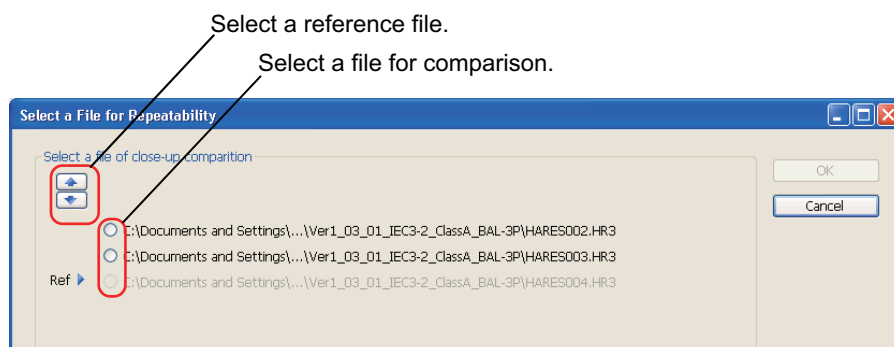 Select a reference file.
Select a file for comparison.
Select a File for Repeatability
Select a file of close-up comparition
OK
Cancel
C:\Documents and Settings\...\Ver1_03_01_IEC3-2_ClassA_BAL-3P\HARES002.HR3
C:\Documents and Settings\...\Ver1_03_01_IEC3-2_ClassA_BAL-3P\HARES003.HR3
Ref C:\Documents and Settings\...\Ver1_03_01_IEC3-2_ClassA_BAL-3P\HARES004.HR3